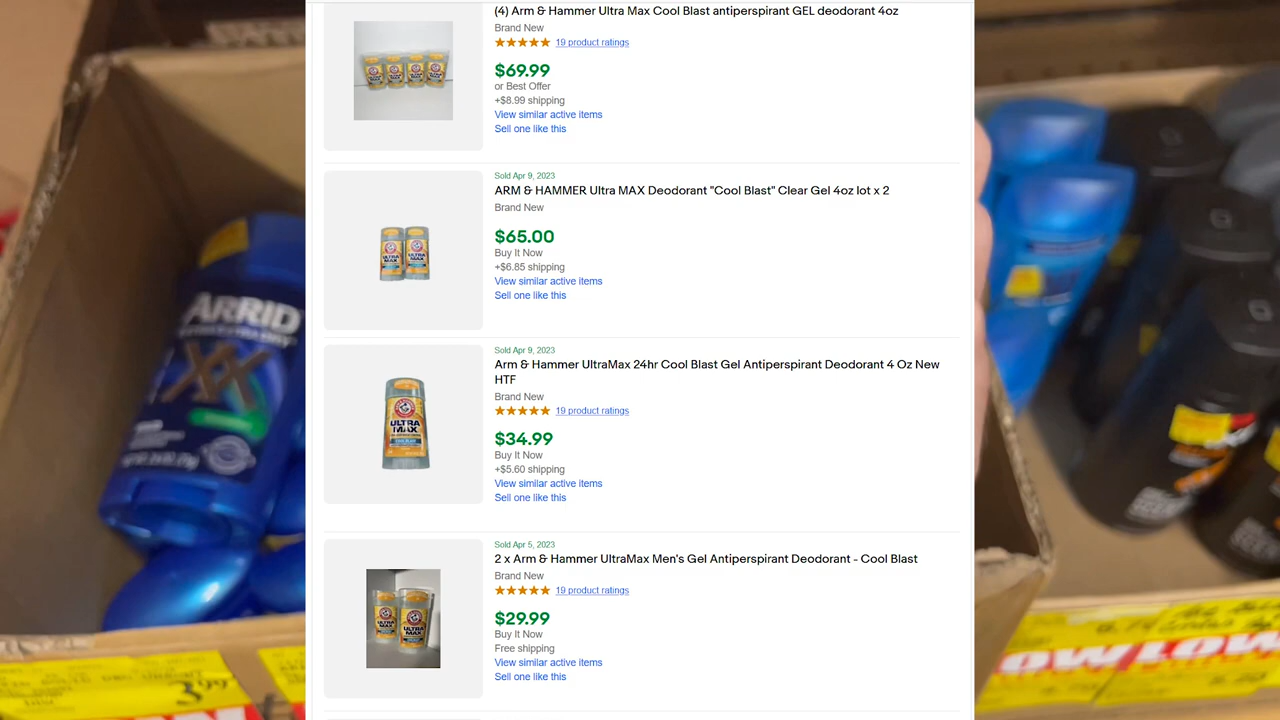 (4) Arm & Hammer Ultra Max Cool Blast antiperspirant GEL deodorant 4oz
Brand New
19 product ratings
$69.99
or Best Offer
+$8.99 shipping
View similar active items
Sell one like this
Sold Apr 9, 2023
ARM & HAMMER Ultra MAX Deodorant "Cool Blast" Clear Gel 4oz lot x 2
Brand New
$65.00
Buy It Now
+$6.85 shipping
View similar active items
Sell one like this
Sold Apr 9, 2023
Arm & Hammer UltraMax 24hr Cool Blast Gel Antiperspirant Deodorant 4 Oz New
HTF
Brand New
19 product ratings
$34.99
Buy It Now
+$5.60 shipping
View similar active items
Sell one like this
ULTRA
MAX
Sold Apr 5, 2023
2 x Arm & Hammer UltraMax Men's Gel Antiperspirant Deodorant - Cool Blast
Brand New
19 product ratings
$29.99
Buy It Now
Free shipping
View similar active items
Sell one like this
ULTRA
MAX
ARRID
XX
3.99